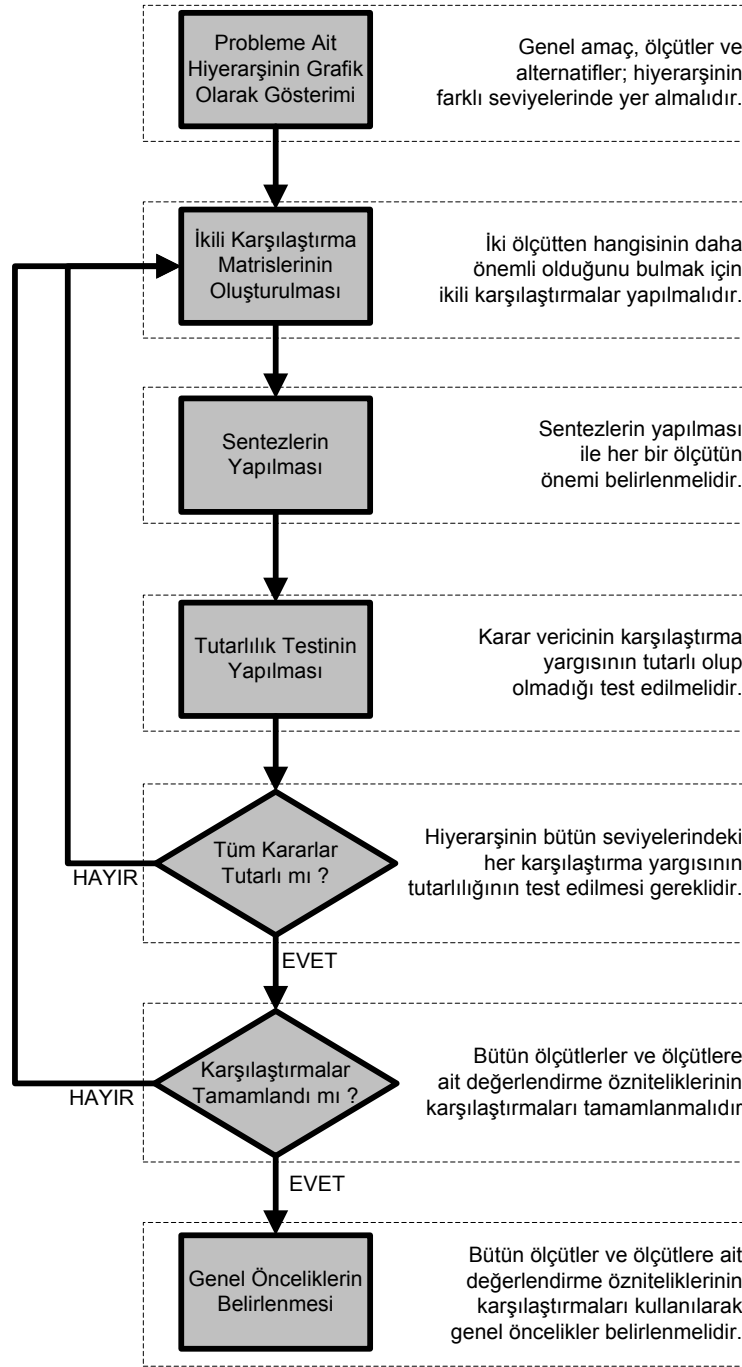 Probleme Ait
Hiyerarşinin Grafik
Olarak Gösterimi
Genel amaç, ölçütler ve
alternatifler; hiyerarşinin
farklı seviyelerinde yer almalıdır.
İkili Karşılaştırma
Matrislerinin
Oluşturulması
İki ölçütten hangisinin daha
önemli olduğunu bulmak için
ikili karşılaştırmalar yapılmalıdır.
Sentezlerin
Yapılması
Sentezlerin yapılması
ile her bir ölçütün
önemi belirlenmelidir.
Tutarlılık Testinin
Yapılması
Karar vericinin karşılaştırma
yargısının tutarlı olup
olmadığı test edilmelidir.
Tüm Kararlar
Tutarlı mı ?
HAYIR
Hiyerarşinin bütün seviyelerindeki
her karşılaştırma yargısının
tutarlılığının test edilmesi gereklidir.
EVET
Karşılaştırmalar
Tamamlandı mı ?
HAYIR
Bütün ölçütlerler ve ölçütlere
ait değerlendirme özniteliklerinin
karşılaştırmaları tamamlanmalıdır
EVET
Genel Önceliklerin
Belirlenmesi
Bütün ölçütler ve ölçütlere ait
değerlendirme özniteliklerinin
karşılaştırmaları kullanılarak
genel öncelikler belirlenmelidir.